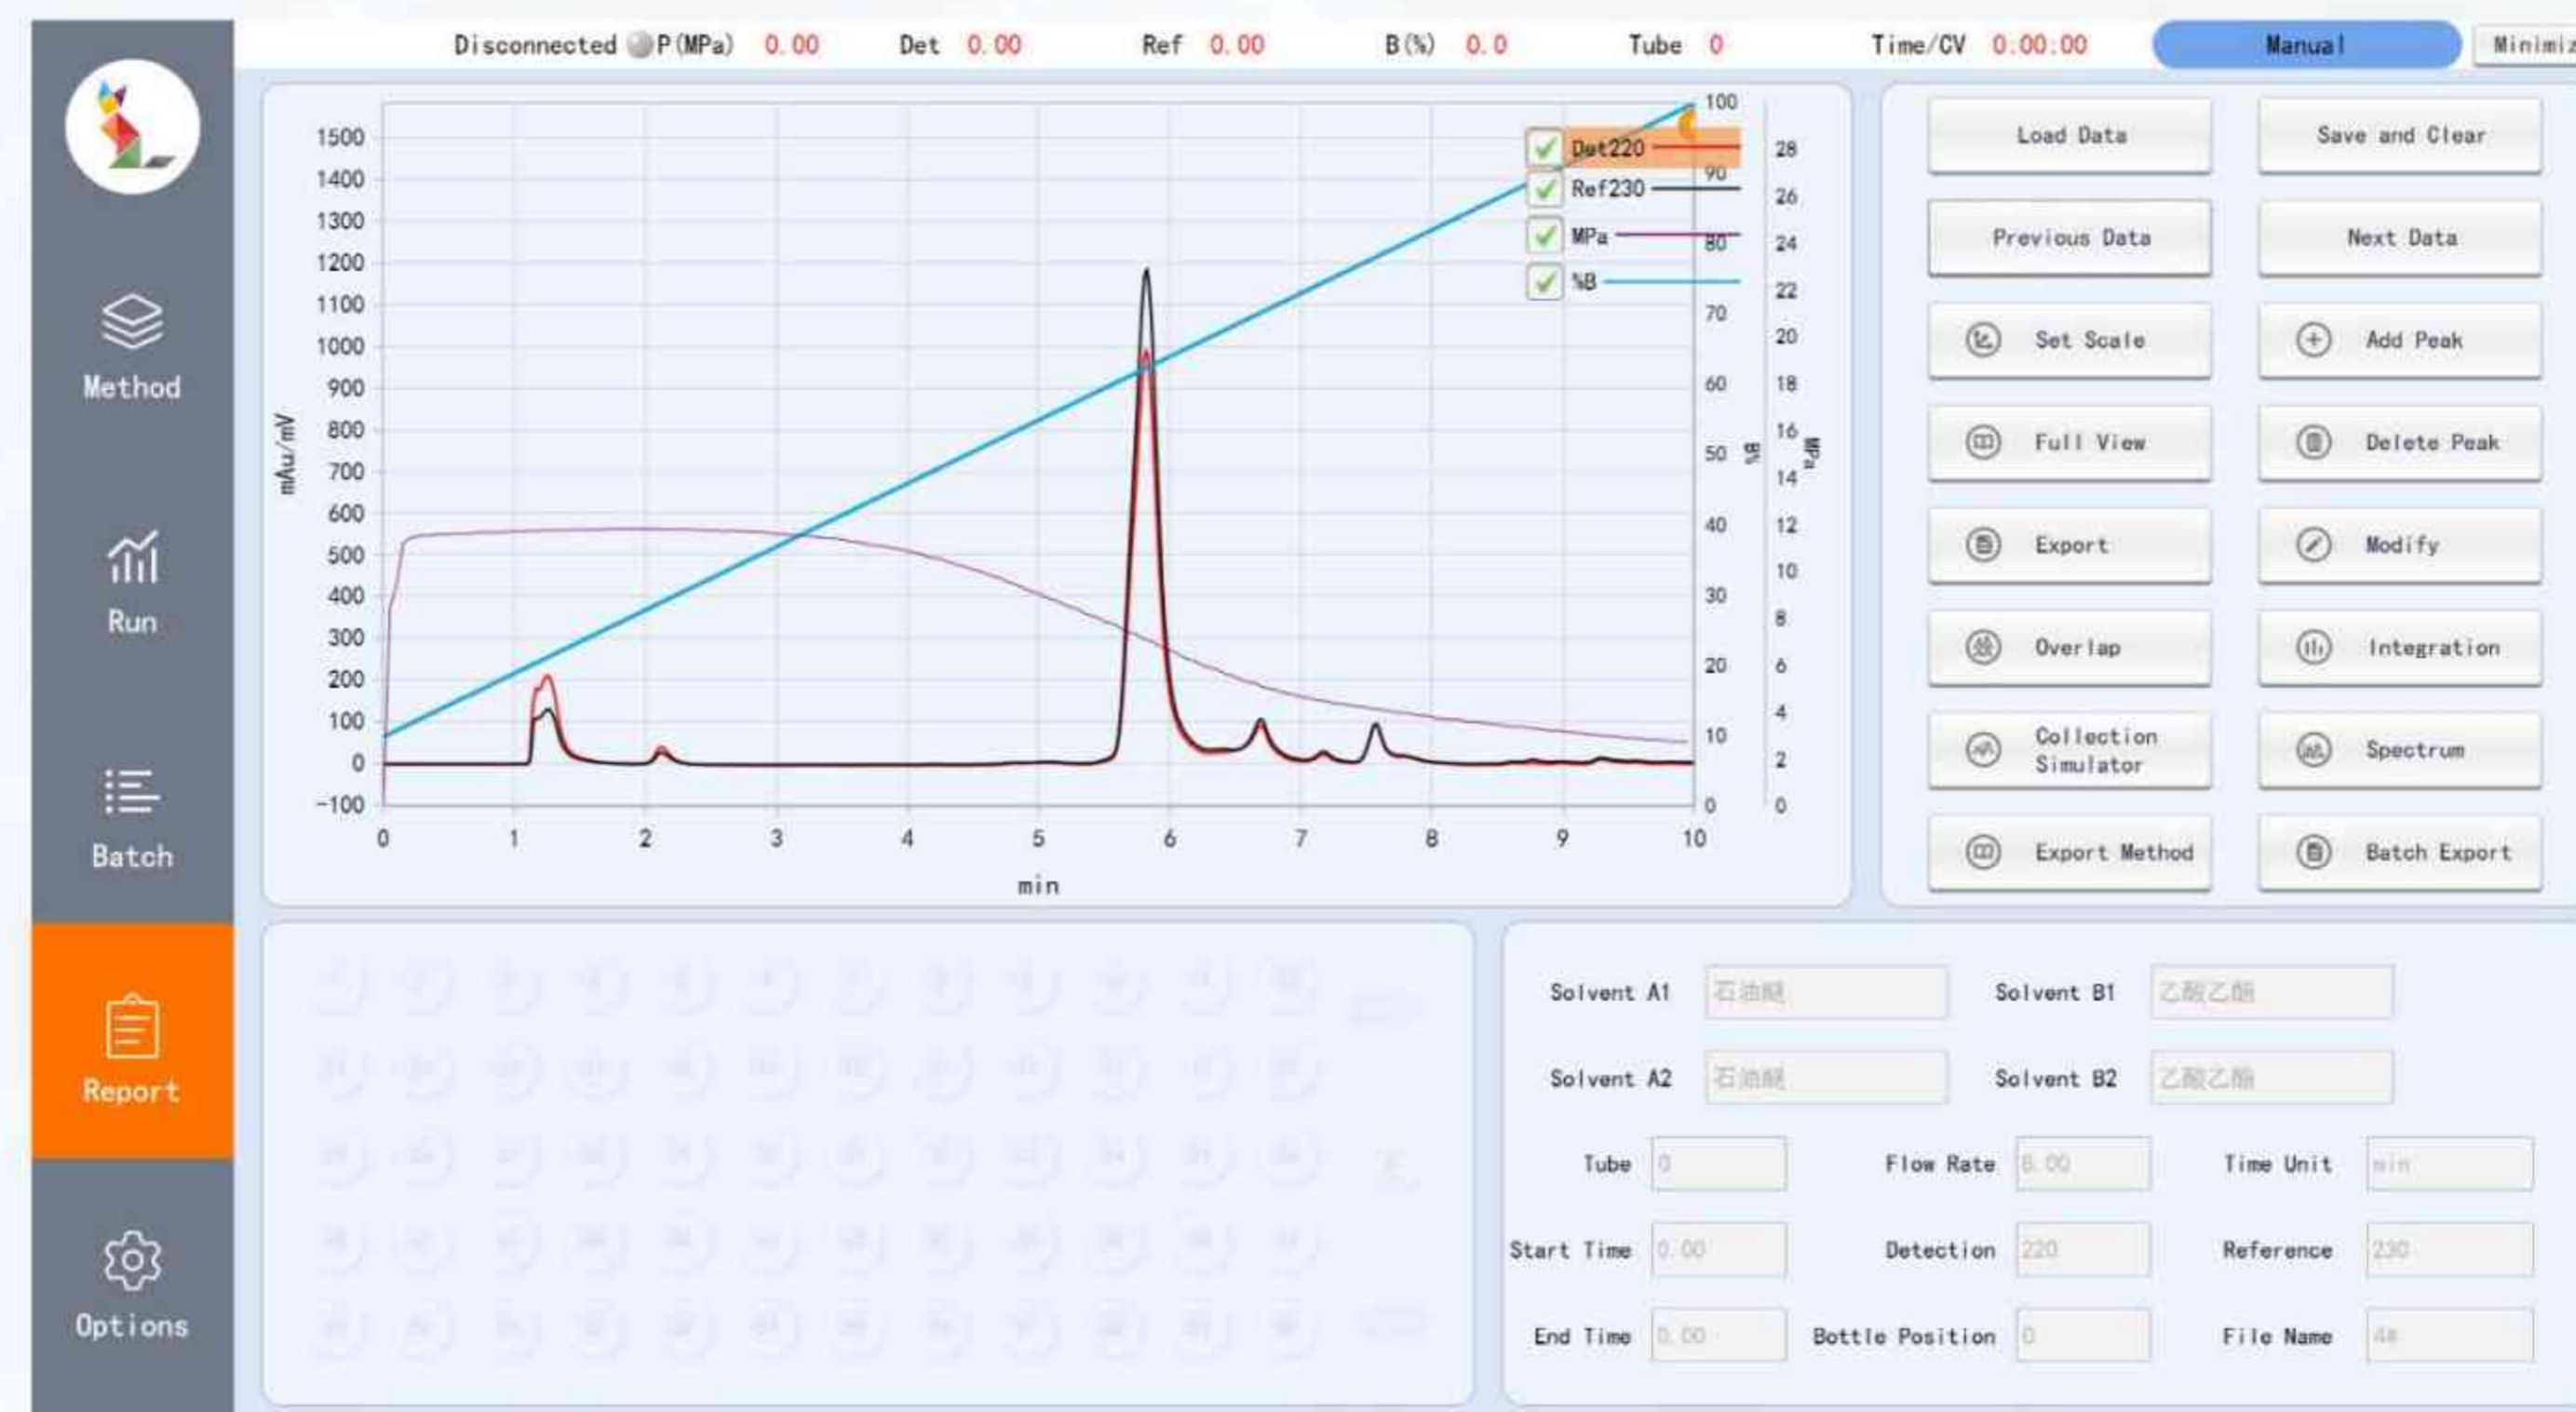 Disconnected P(MPa) 0.00 Det 0.00 Ref 0.00 B(%) 0.0 Tube 0 Time/CV 0:00:00 Manual Minimiz
Method
Run
Batch
Report
Options
1500
1400
1300
1200
1100
1000
900
800
700
600
500
400
300
200
100
0
-100
mAu/mV
0 1 2 3 4 5 6 7 8 9 10
min
Det220
Ref230
MPa
%B
100
90
80
70
60
50
40
30
20
10
0
B%
28
26
24
22
20
18
16
14
12
10
8
6
4
2
0
MPa
Load Data Save and Clear
Previous Data Next Data
Set Scale Add Peak
Full View Delete Peak
Export Modify
Overlap Integration
Collection
Simulator
Spectrum
Export Method Batch Export
Solvent A1 石油醚 Solvent B1 乙酸乙酯
Solvent A2 石油醚 Solvent B2 乙酸乙酯
Tube 0 Flow Rate 8.00 Time Unit min
Start Time 0.00 Detection 220 Reference 230
End Time 0.00 Bottle Position 0 File Name 4#